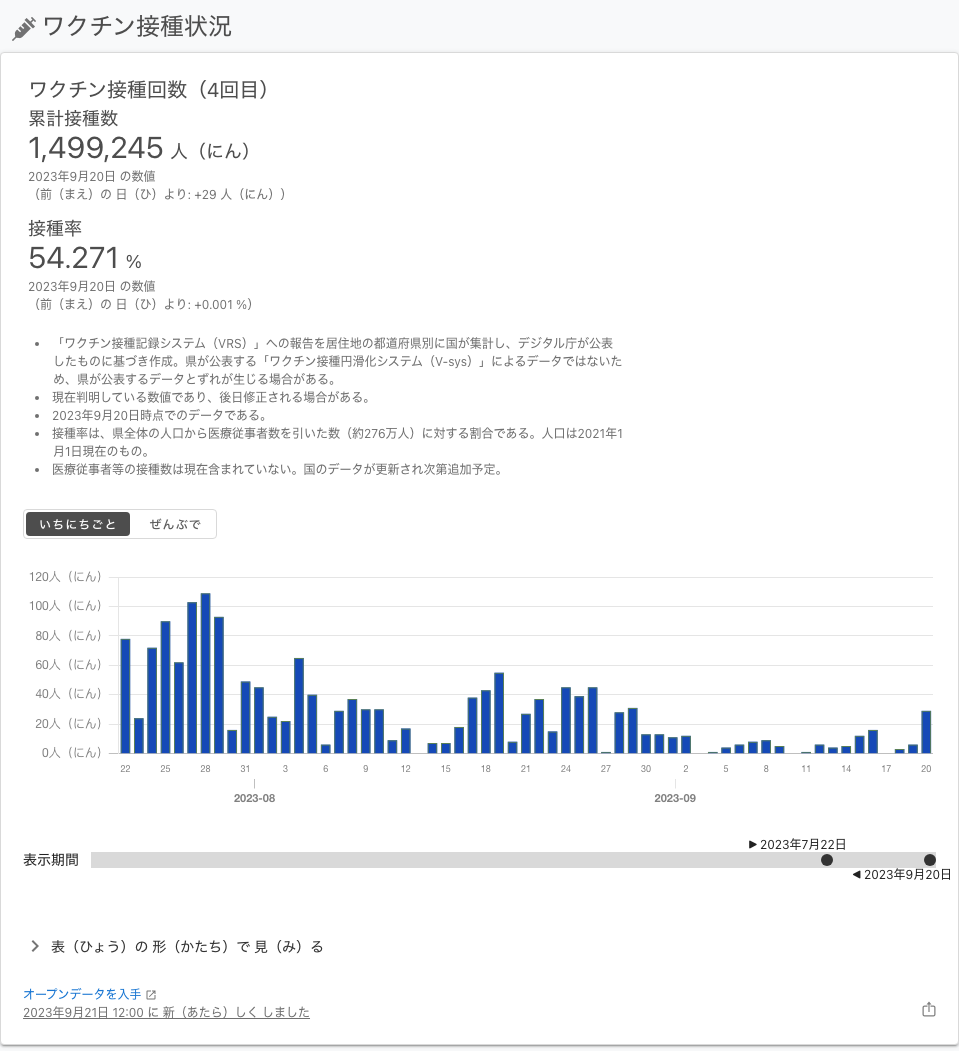 ワクチン接種状況
ワクチン接種回数（4回目）
累計接種数
1,499,245 人（にん）
2023年9月20日 の数値
（前（まえ）の 日（ひ）より: +29 人（にん））
接種率
54.271 %
2023年9月20日 の数値
（前（まえ）の 日（ひ）より: +0.001 %）
• 「ワクチン接種記録システム（VRS）」への報告を居住地の都道府県別に国が集計し、デジタル庁が公表
したものに基づき作成。県が公表する「ワクチン接種円滑化システム（V-sys）」によるデータではないた
め、県が公表するデータとずれが生じる場合がある。
• 現在判明している数値であり、後日修正される場合がある。
• 2023年9月20日時点でのデータである。
• 接種率は、県全体の人口から医療従事者数を引いた数（約276万人）に対する割合である。人口は2021年1
月1日現在のもの。
• 医療従事者等の接種数は現在含まれていない。国のデータが更新され次第追加予定。
いちにちごと ぜんぶで
120人（にん）
100人（にん）
80人（にん）
60人（にん）
40人（にん）
20人（にん）
0人（にん）
22 25 28 31 3 6 9 12 15 18 21 24 27 30 2 5 8 11 14 17 20
2023-08 2023-09
▶ 2023年7月22日
表示期間
◀ 2023年9月20日
表（ひょう）の 形（かたち）で 見（み）る
オープンデータを入手
2023年9月21日 12:00 に 新（あたら）しく しました